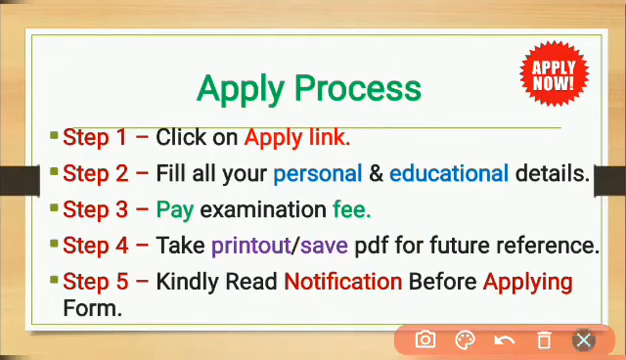 Apply Process
APPLY
NOW!
Step 1 – Click on Apply link.
Step 2 – Fill all your personal & educational details.
Step 3 – Pay examination fee.
Step 4 – Take printout/save pdf for future reference.
Step 5 – Kindly Read Notification Before Applying
Form.